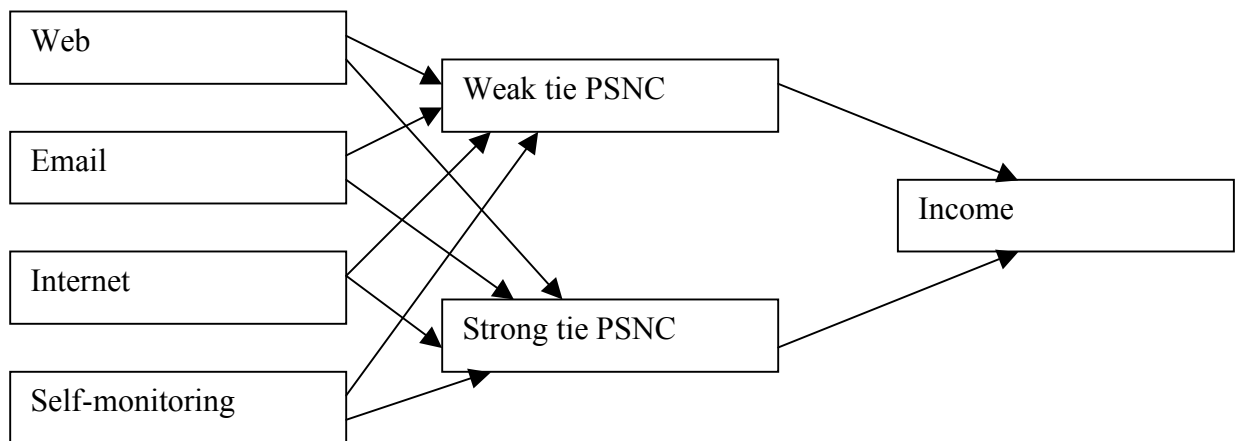 Web
Weak tie PSNC
Email
Income
Internet
Strong tie PSNC
Self-monitoring